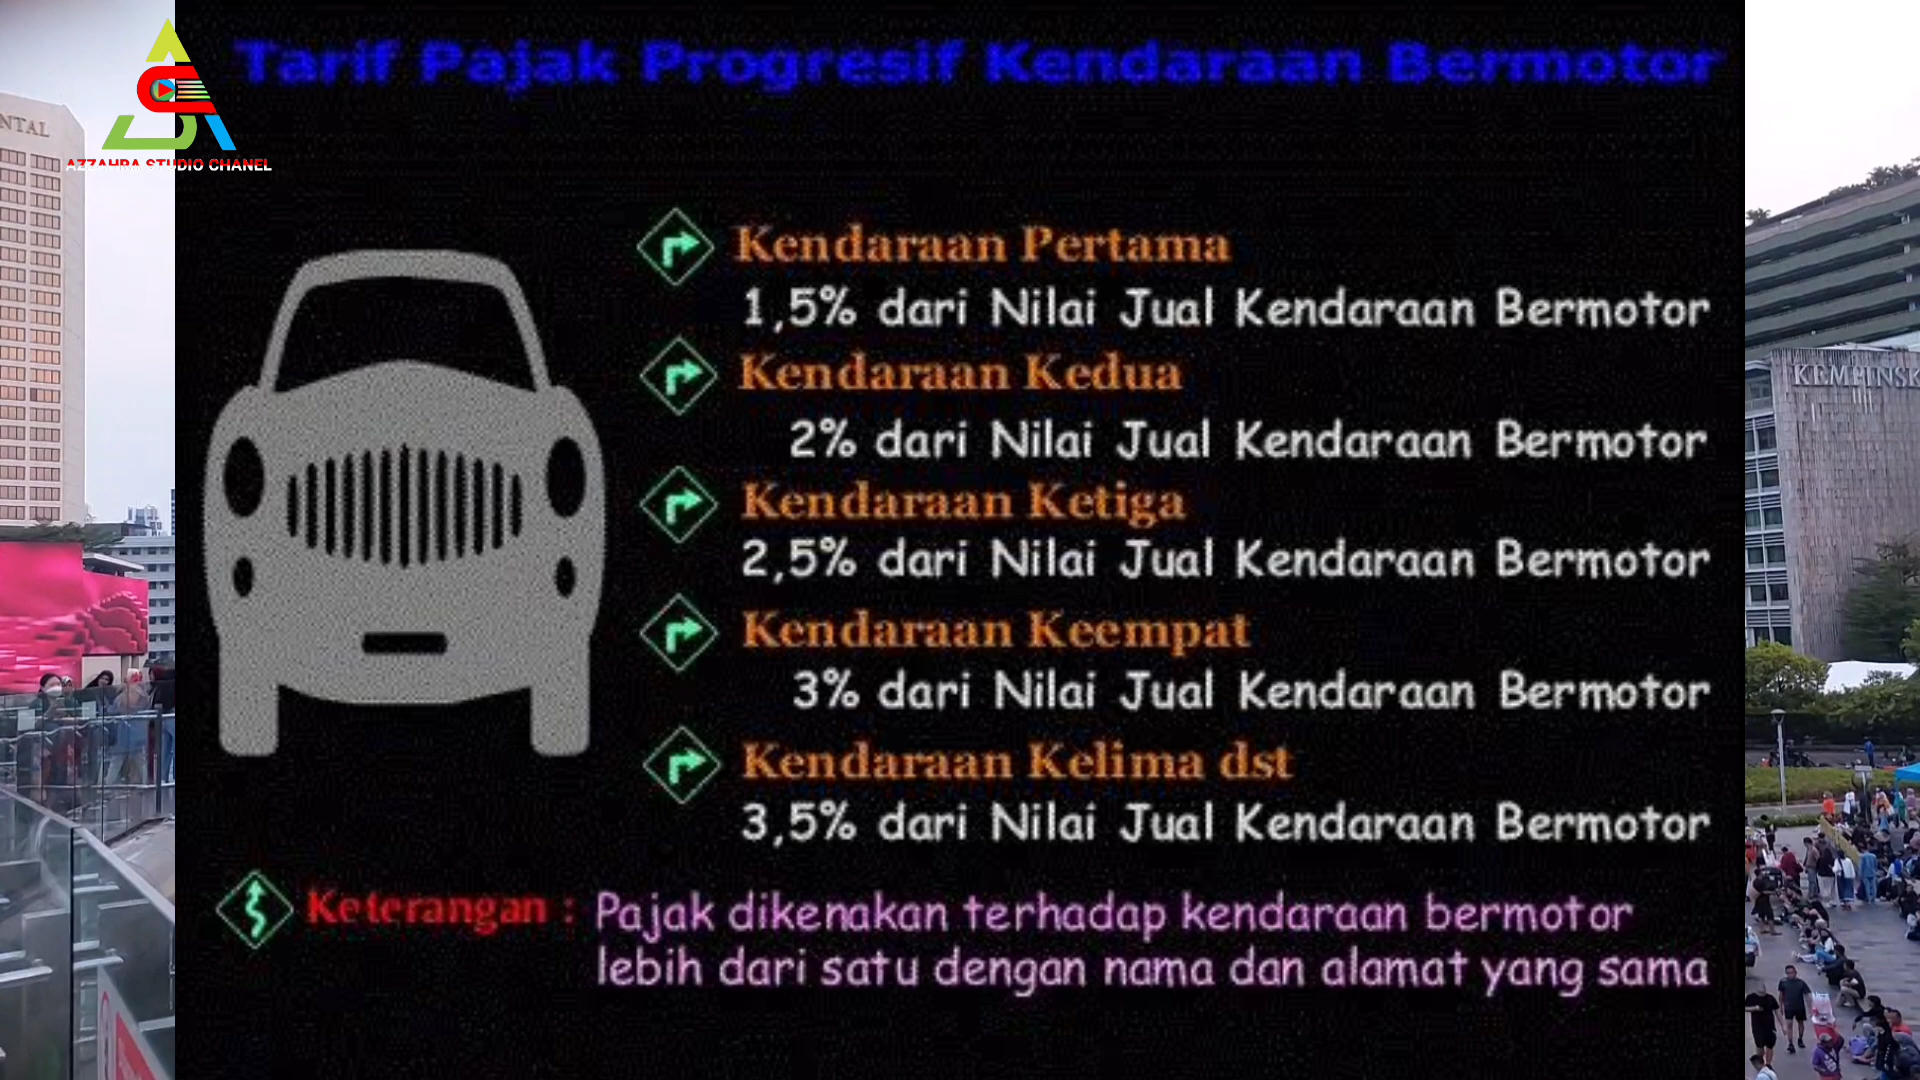 NTAL
AZZAHRA STUDIO CHANEL
Tarif Pajak Progresif Kendaraan Bermotor
Kendaraan Pertama
1,5% dari Nilai Jual Kendaraan Bermotor
Kendaraan Kedua
2% dari Nilai Jual Kendaraan Bermotor
Kendaraan Ketiga
2,5% dari Nilai Jual Kendaraan Bermotor
Kendaraan Keempat
3% dari Nilai Jual Kendaraan Bermotor
Kendaraan Kelima dst
3,5% dari Nilai Jual Kendaraan Bermotor
Keterangan : Pajak dikenakan terhadap kendaraan bermotor
lebih dari satu dengan nama dan alamat yang sama
KEMPINSK